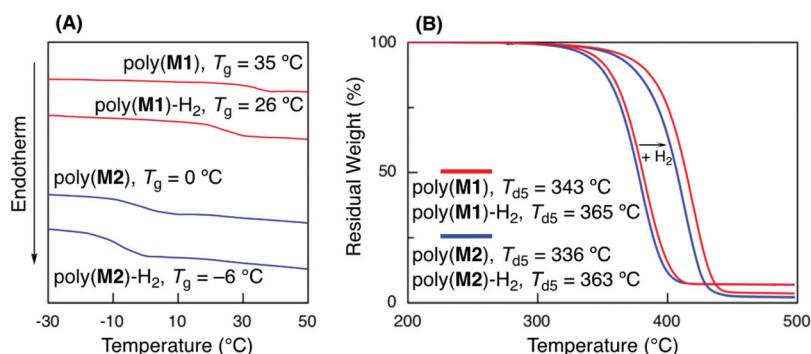 (A)
Endotherm
poly(M1), Tg = 35 ºC
poly(M1)-H2, Tg = 26 ºC
poly(M2), Tg = 0 ºC
poly(M2)-H2, Tg = –6 ºC
-30 -10 10 30 50
Temperature (°C)
(B)
Residual Weight (%)
100
50
0
+ H2
poly(M1), Td5 = 343 ºC
poly(M1)-H2, Td5 = 365 ºC
poly(M2), Td5 = 336 ºC
poly(M2)-H2, Td5 = 363 ºC
200 300 400 500
Temperature (°C)